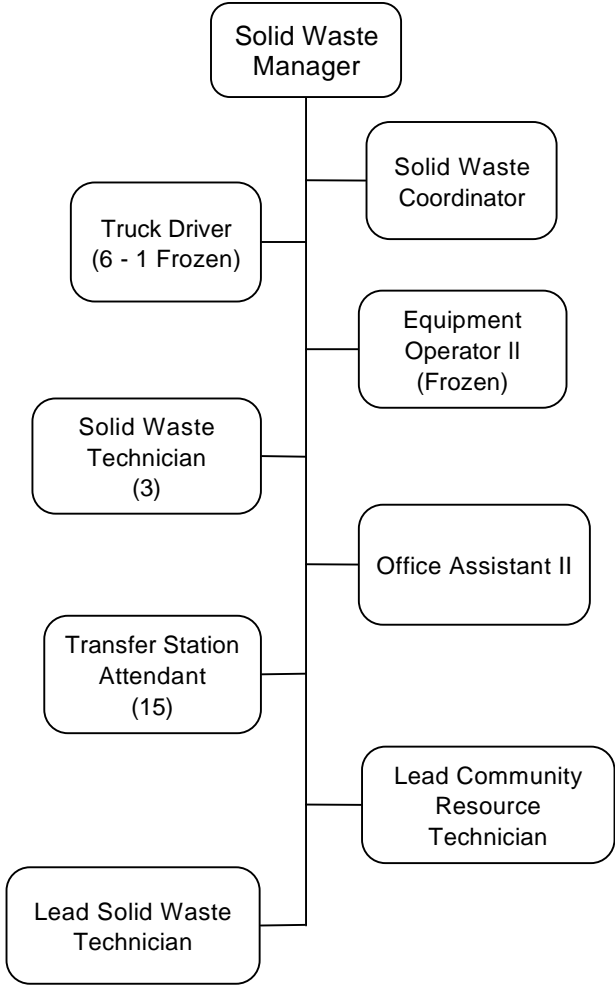 Solid Waste
Manager
Solid Waste
Coordinator
Truck Driver
(6 - 1 Frozen)
Equipment
Operator II
(Frozen)
Solid Waste
Technician
(3)
Office Assistant II
Transfer Station
Attendant
(15)
Lead Community
Resource
Technician
Lead Solid Waste
Technician